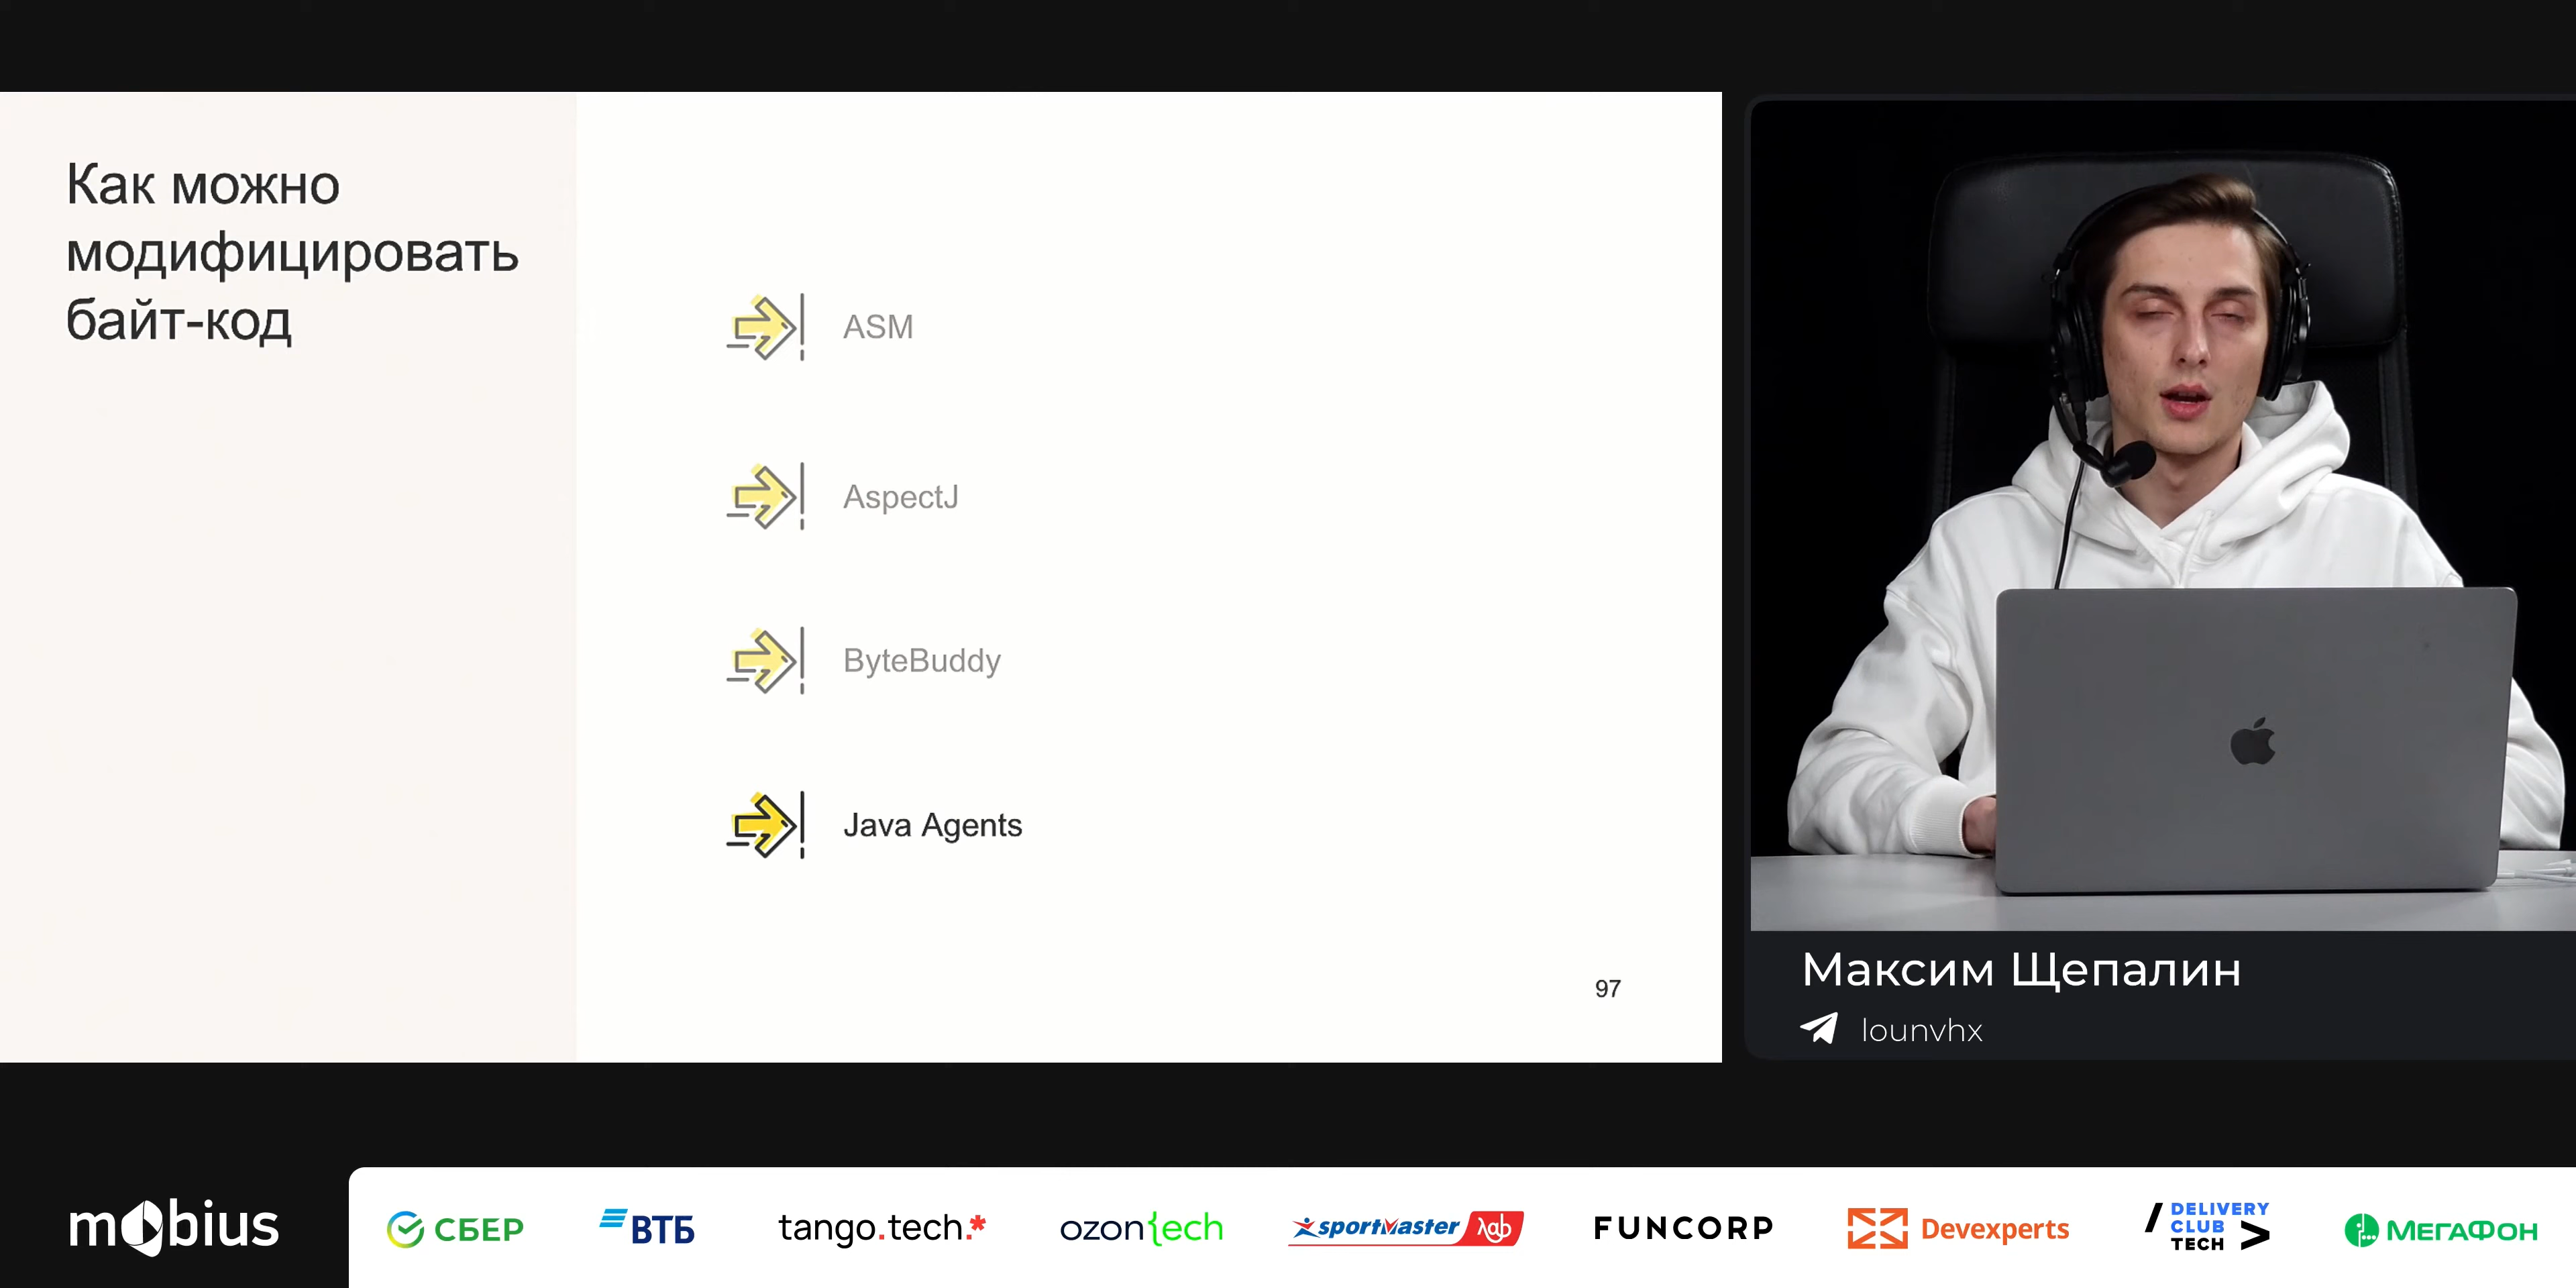 Как можно
модифицировать
байт-код
ASM
AspectJ
ByteBuddy
Java Agents
97
Максим Щепалин
lounvhx
mobius
СБЕР
ВТБ
tango.tech.*
ozon{ech
sportmaster lab
FUNCORP
Devexperts
/ DELIVERY
CLUB
TECH >
МЕГАФОН